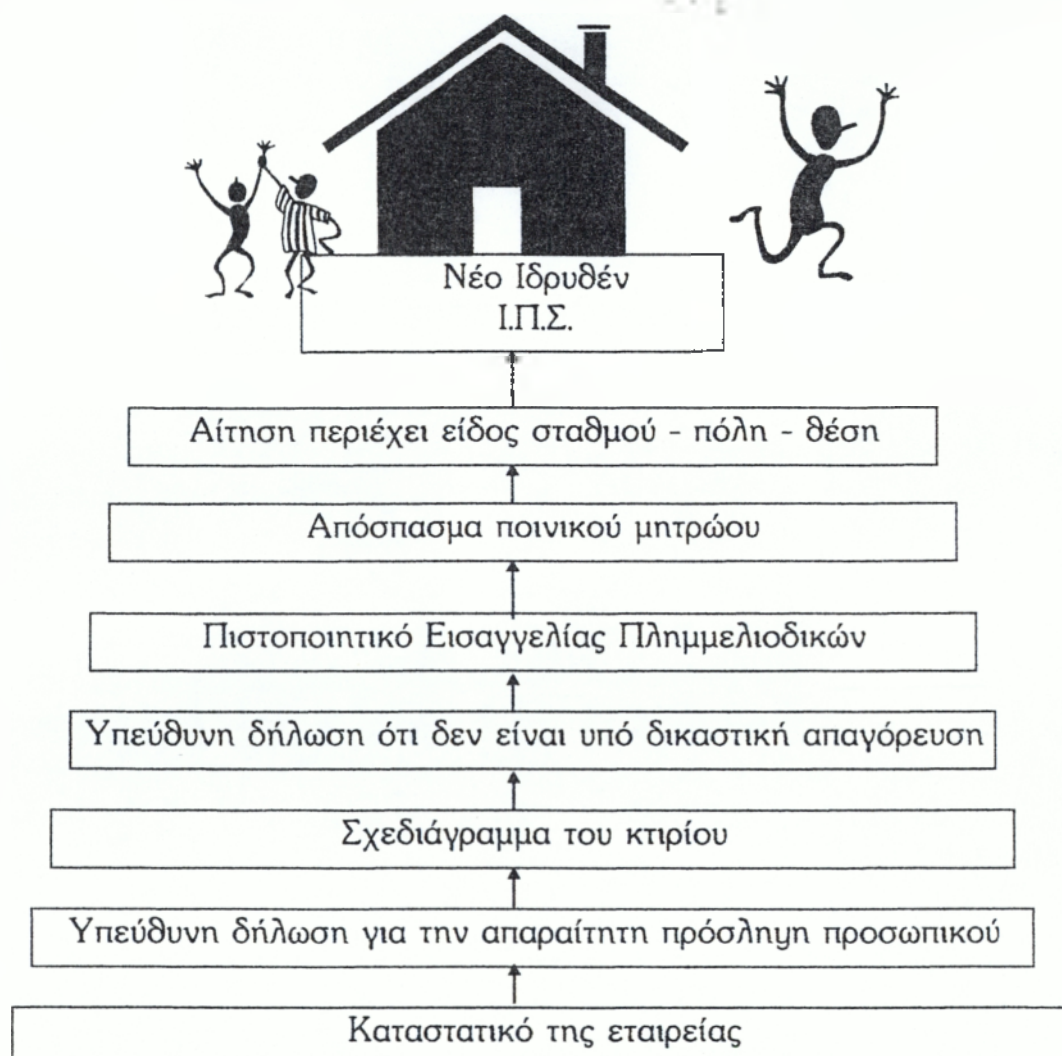 Νέο Ιδρυθέν
Ι.Π.Σ.
Αίτηση περιέχει είδος σταθμού - πόλη - θέση
Απόσπασμα ποινικού μητρώου
Πιστοποιητικό Εισαγγελίας Πλημμελιοδικών
Υπεύθυνη δήλωση ότι δεν είναι υπό δικαστική απαγόρευση
Σχεδιάγραμμα του κτιρίου
Υπεύθυνη δήλωση για την απαραίτητη πρόσληψη προσωπικού
Καταστατικό της εταιρείας